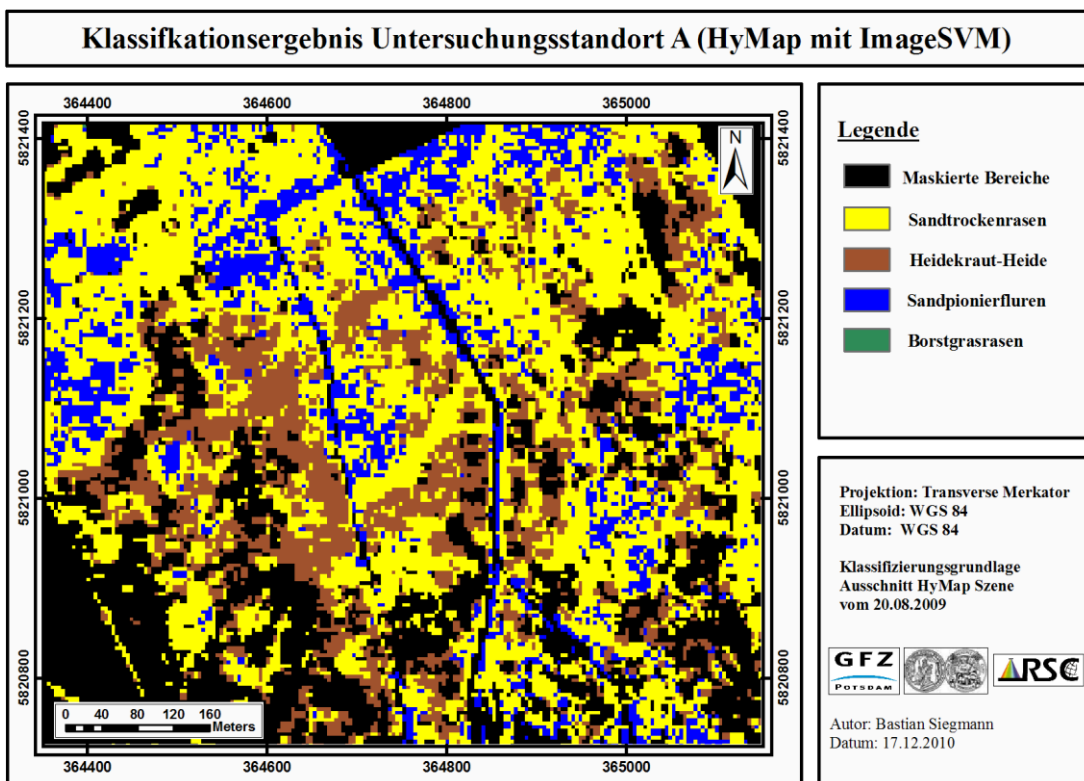 Klassifkationsergebnis Untersuchungsstandort A (HyMap mit ImageSVM)
364400 364600 364800 365000
5821400 5821400
5821200 5821200
5821000 5821000
5820800 5820800
N
0 40 80 120 160
Meters
364400 364600 364800 365000
Legende
Maskierte Bereiche
Sandtrockenrasen
Heidekraut-Heide
Sandpionierfluren
Borstgrasrasen
Projektion: Transverse Merkator
Ellipsoid: WGS 84
Datum: WGS 84
Klassifizierungsgrundlage
Ausschnitt HyMap Szene
vom 20.08.2009
GFZ
POTSDAM
RSC
Autor: Bastian Siegmann
Datum: 17.12.2010